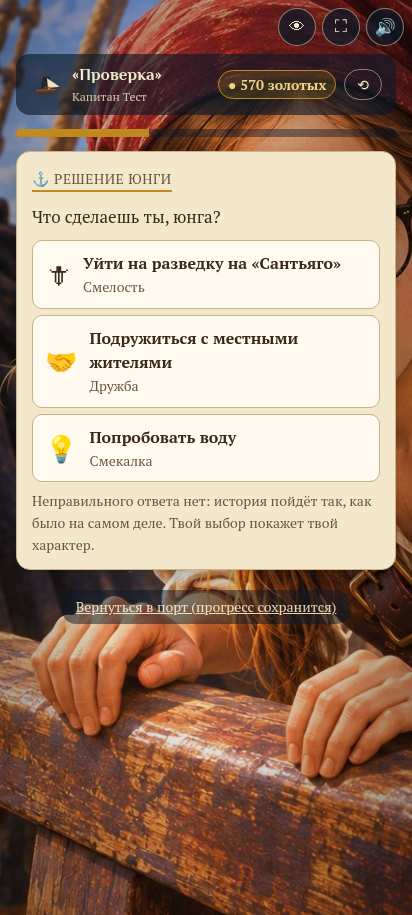 «Проверка»
Капитан Тест
● 570 золотых
⚓ РЕШЕНИЕ ЮНГИ
Что сделаешь ты, юнга?
Уйти на разведку на «Сантьяго»
Смелость
Подружиться с местными
жителями
Дружба
Попробовать воду
Смекалка
Неправильного ответа нет: история пойдёт так, как
было на самом деле. Твой выбор покажет твой
характер.
Вернуться в порт (прогресс сохранится)